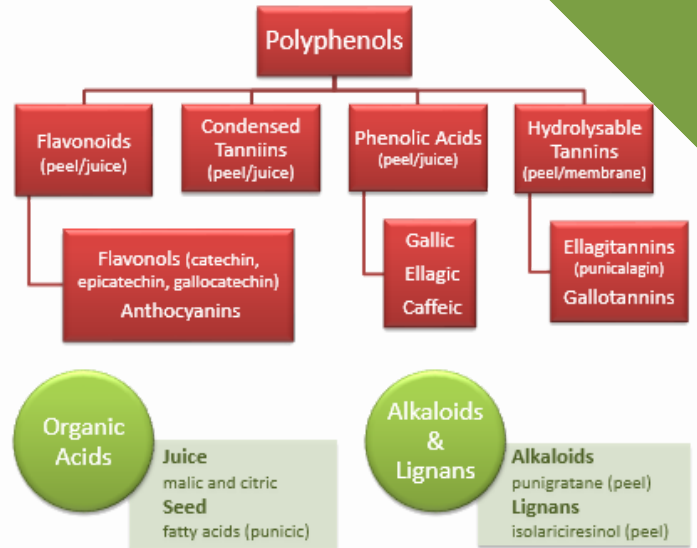 Polyphenols
Flavonoids
(peel/juice)
Condensed
Tanniins
(peel/juice)
Phenolic Acids
(peel/juice)
Hydrolysable
Tannins
(peel/membrane)
Flavonols (catechin,
epicatechin, gallocatechin)
Anthocyanins
Gallic
Ellagic
Caffeic
Ellagitannins
(punicalagin)
Gallotannins
Organic
Acids
Juice
malic and citric
Seed
fatty acids (punicic)
Alkaloids
&
Lignans
Alkaloids
punigratane (peel)
Lignans
isolariciresinol (peel)